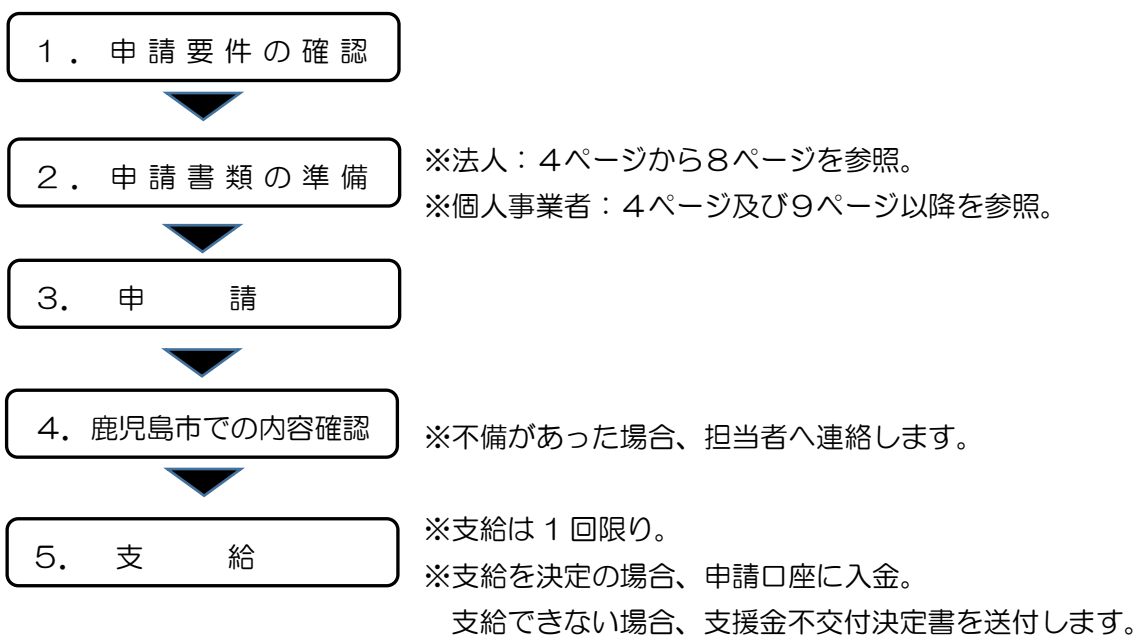 １．申請要件の確認
２．申請書類の準備
※法人：４ページから８ページを参照。
※個人事業者：４ページ及び９ページ以降を参照。
３．申　　請
４．鹿児島市での内容確認
※不備があった場合、担当者へ連絡します。
５．支　　給
※支給は１回限り。
※支給を決定の場合、申請口座に入金。
支給できない場合、支援金不交付決定書を送付します。